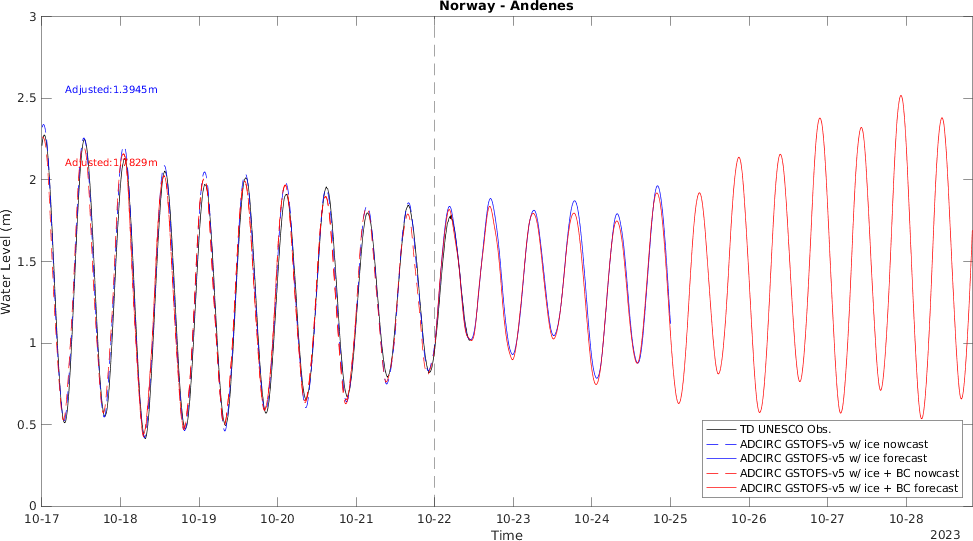 Norway - Andenes
3
2.5
2
1.5
1
0.5
0
Water Level (m)
Adjusted:1.3945m
TD UNESCO Obs.
ADCIRC GSTOFS-v5 w/ ice nowcast
ADCIRC GSTOFS-v5 w/ ice forecast
ADCIRC GSTOFS-v5 w/ ice + BC nowcast
ADCIRC GSTOFS-v5 w/ ice + BC forecast
10-17 10-18 10-19 10-20 10-21 10-22 10-23 10-24 10-25 10-26 10-27 10-28
Time
2023